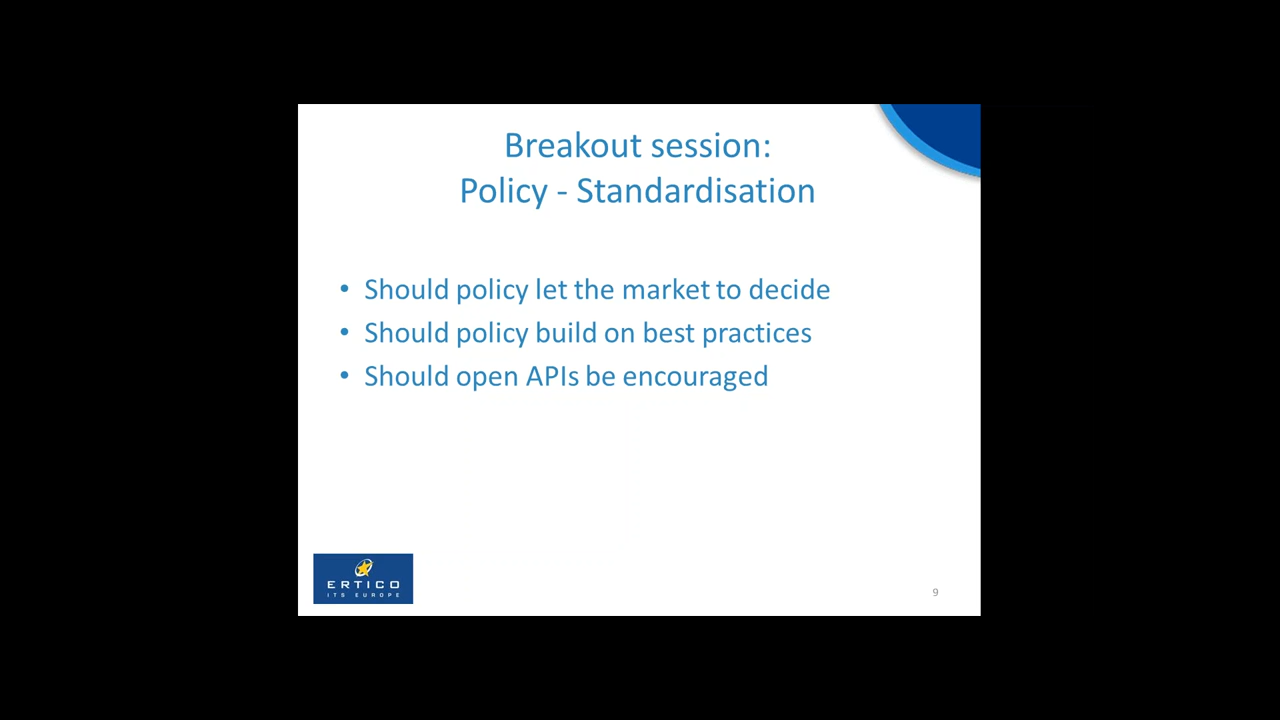 Breakout session:
Policy - Standardisation
• Should policy let the market to decide
• Should policy build on best practices
• Should open APIs be encouraged
ERTICO
ITS EUROPE
9